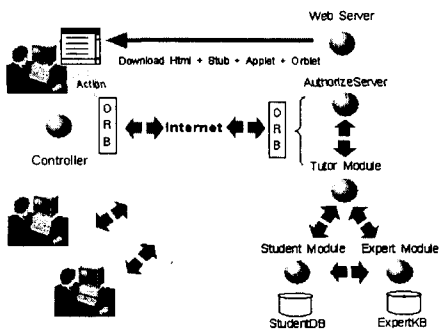 Web Server
Download Html + Stub + Applet + Orblet
Action
AuthorizeServer
O
R
B
Internet
O
R
B
Controller
Tutor Module
Student Module
Expert Module
StudentDB
ExpertKB